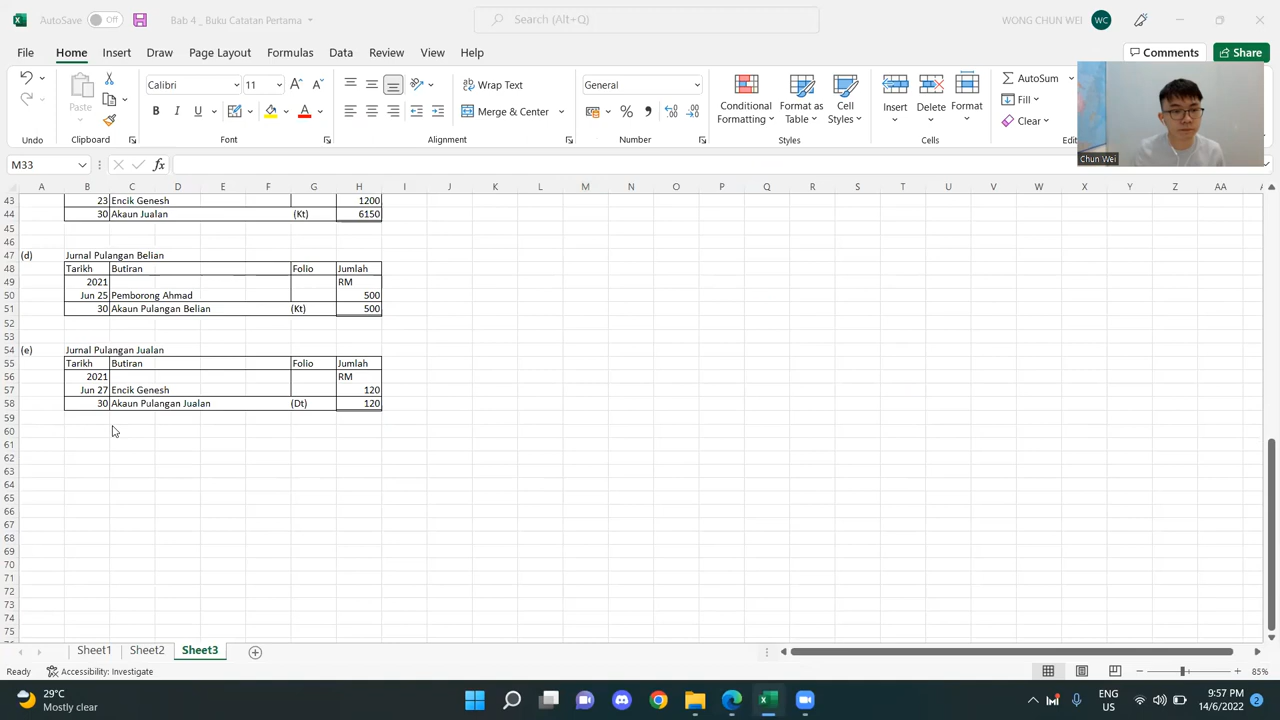 AutoSave Off Bab 4 _ Buku Catatan Pertama Search (Alt+Q) WONG CHUN WEI WC
File Home Insert Draw Page Layout Formulas Data Review View Help Comments Share
Paste Calibri 11 Wrap Text General Conditional Formatting Format as Table Cell Styles Insert Delete Format AutoSum
B I U Merge & Center % Fill
Clear
Clipboard Font Alignment Number Styles Cells
Chun Wei
M33 fx
A B C D E F G H I J K L M N O P Q R S T U V W X Y Z AA
43 23 Encik Genesh 1200
44 30 Akaun Jualan (Kt) 6150
45
46
47 (d) Jurnal Pulangan Belian
48 Tarikh Butiran Folio Jumlah
49 2021 RM
50 Jun 25 Pemborong Ahmad 500
51 30 Akaun Pulangan Belian (Kt) 500
52
53
54 (e) Jurnal Pulangan Jualan
55 Tarikh Butiran Folio Jumlah
56 2021 RM
57 Jun 27 Encik Genesh 120
58 30 Akaun Pulangan Jualan (Dt) 120
59
60
61
62
63
64
65
66
67
68
69
70
71
72
73
74
75
Sheet1 Sheet2 Sheet3
Ready Accessibility: Investigate 85%
29°C
Mostly clear
ENG
US
9:57 PM
14/6/2022
2